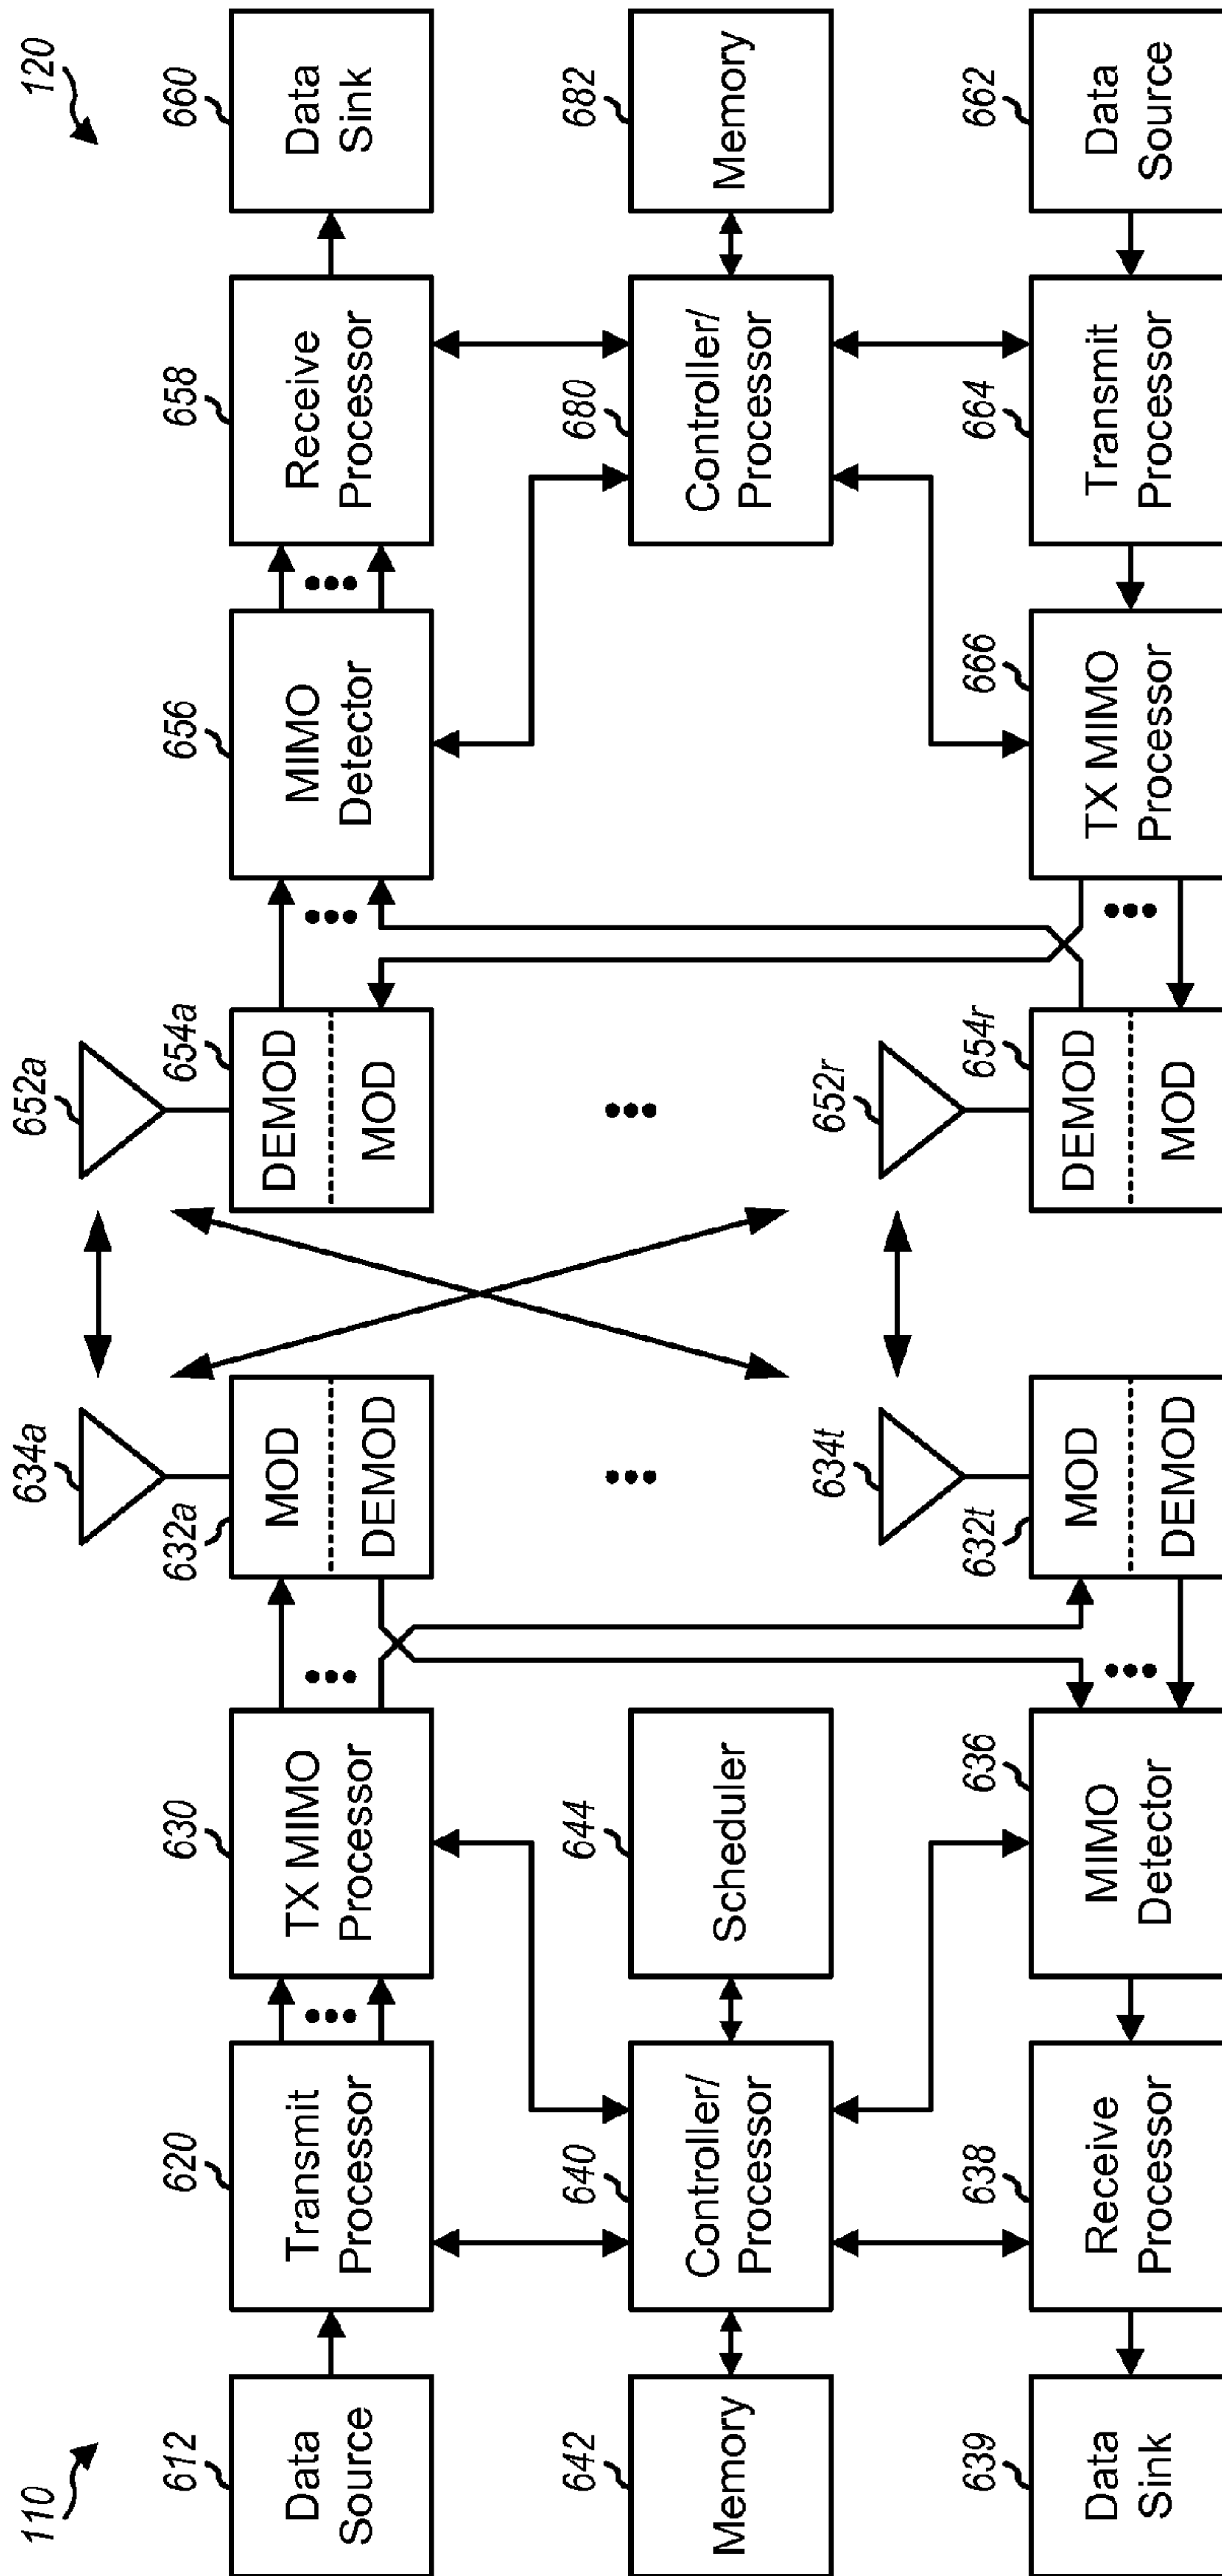 110
120
612
Data
Source
620
Transmit
Processor
630
TX MIMO
Processor
632a
MOD
DEMOD
634a
652a
654a
DEMOD
MOD
656
MIMO
Detector
658
Receive
Processor
660
Data
Sink
642
Memory
640
Controller/
Processor
644
Scheduler
680
Controller/
Processor
682
Memory
639
Data
Sink
638
Receive
Processor
636
MIMO
Detector
632t
MOD
DEMOD
634t
652r
654r
DEMOD
MOD
666
TX MIMO
Processor
664
Transmit
Processor
662
Data
Source